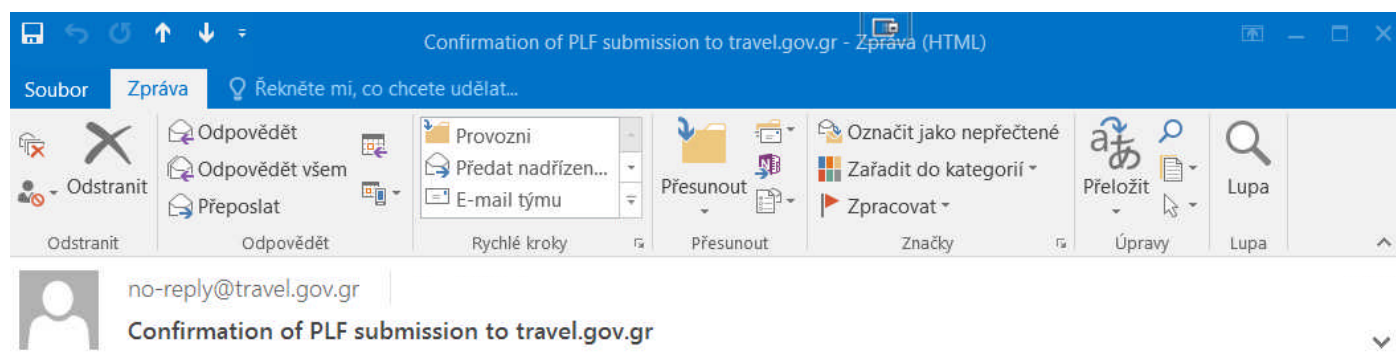 Confirmation of PLF submission to travel.gov.gr - Zpráva (HTML)
Soubor Zpráva Řekněte mi, co chcete udělat...
Odstranit
Odpovědět
Odpovědět všem
Přeposlat
Provozni
Předat nadřízen...
E-mail týmu
Přesunout
Označit jako nepřečtené
Zařadit do kategorií
Zpracovat
Přeložit
Lupa
Odstranit Odpovědět Rychlé kroky Přesunout Značky Úpravy Lupa
no-reply@travel.gov.gr
Confirmation of PLF submission to travel.gov.gr